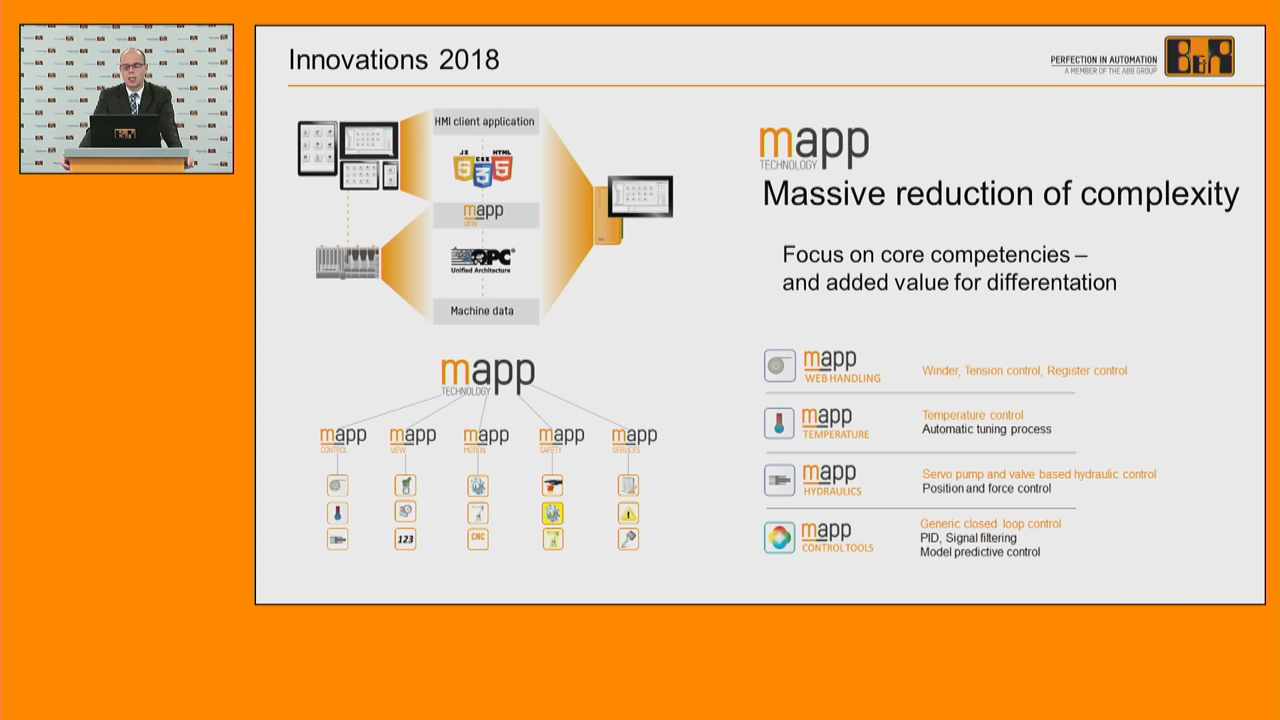 Innovations 2018
PERFECTION IN AUTOMATION
A MEMBER OF THE ABB GROUP
B&R
HMI client application
JS CSS HTML
6 3 5
mapp
VIEW
OPC
Unified Architecture
Machine data
mapp
TECHNOLOGY
mapp
CONTROL
mapp
VIEW
mapp
MOTION
mapp
SAFETY
mapp
SERVICES
123
CNC
mapp
TECHNOLOGY
Massive reduction of complexity
Focus on core competencies –
and added value for differentation
mapp
WEB HANDLING
Winder, Tension control, Register control
mapp
TEMPERATURE
Temperature control
Automatic tuning process
mapp
HYDRAULICS
Servo pump and valve based hydraulic control
Position and force control
mapp
CONTROL TOOLS
Generic closed loop control
PID, Signal filtering
Model predictive control